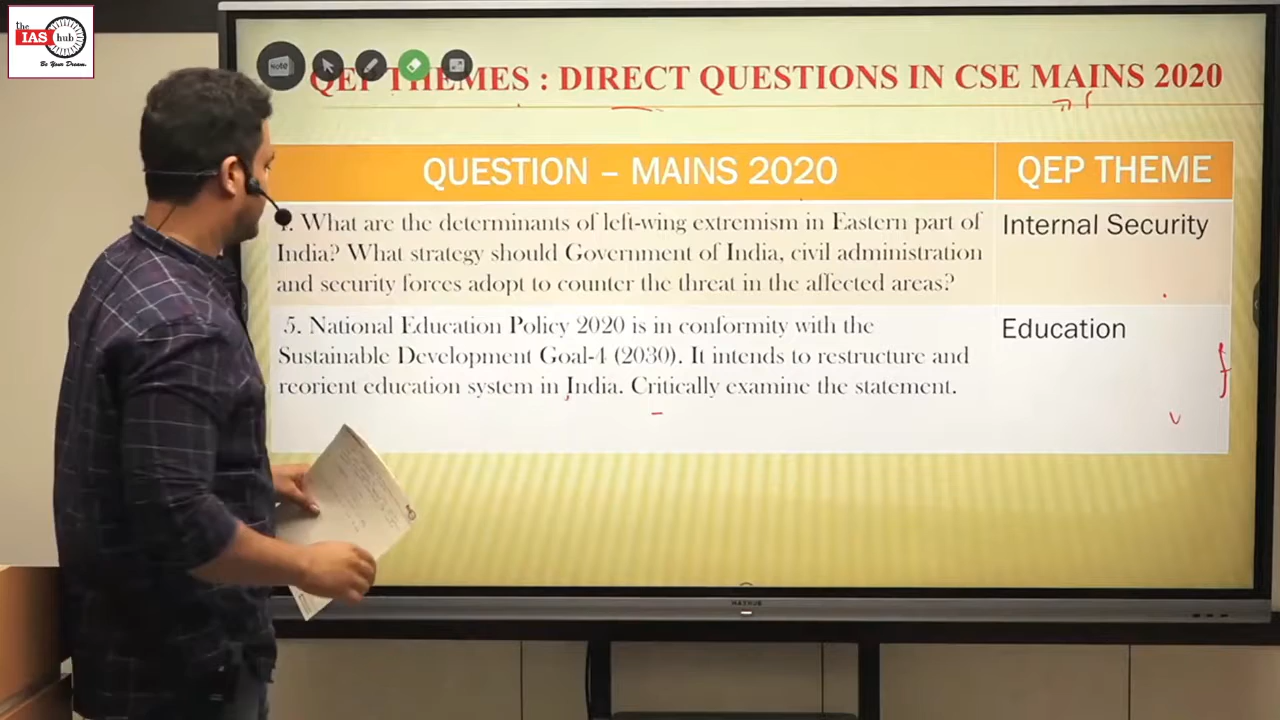 the
IAS hub
Be Your Dream.
Note
QEP THEMES : DIRECT QUESTIONS IN CSE MAINS 2020
QUESTION – MAINS 2020
QEP THEME
. What are the determinants of left-wing extremism in Eastern part of
India? What strategy should Government of India, civil administration
and security forces adopt to counter the threat in the affected areas?
Internal Security
5. National Education Policy 2020 is in conformity with the
Sustainable Development Goal-4 (2030). It intends to restructure and
reorient education system in India. Critically examine the statement.
Education
MAXHUB